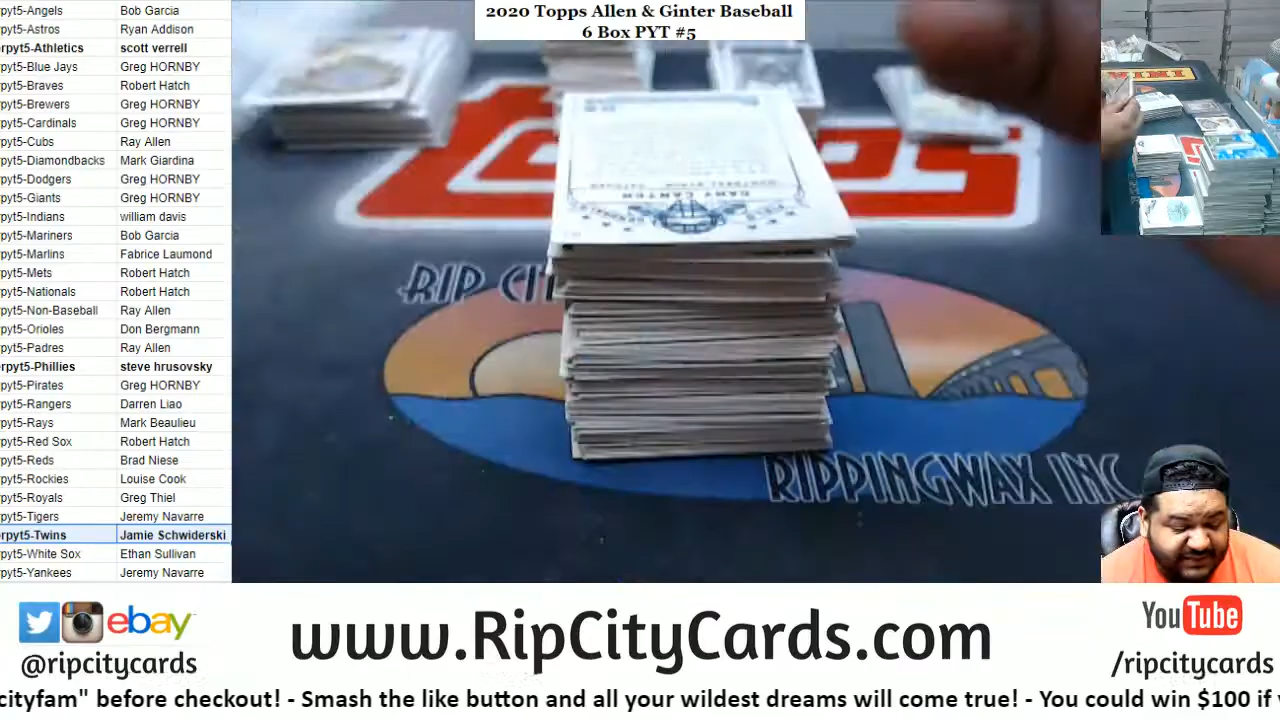 2020 Topps Allen & Ginter Baseball
6 Box PYT #5
rpyt5-Angels Bob Garcia
pyt5-Astros Ryan Addison
rpyt5-Athletics scott verrell
pyt5-Blue Jays Greg HORNBY
pyt5-Braves Robert Hatch
pyt5-Brewers Greg HORNBY
pyt5-Cardinals Greg HORNBY
pyt5-Cubs Ray Allen
pyt5-Diamondbacks Mark Giardina
pyt5-Dodgers Greg HORNBY
pyt5-Giants Greg HORNBY
pyt5-Indians william davis
pyt5-Mariners Bob Garcia
pyt5-Marlins Fabrice Laumond
pyt5-Mets Robert Hatch
pyt5-Nationals Robert Hatch
pyt5-Non-Baseball Ray Allen
pyt5-Orioles Don Bergmann
pyt5-Padres Ray Allen
rpyt5-Phillies steve hrusovsky
pyt5-Pirates Greg HORNBY
pyt5-Rangers Darren Liao
pyt5-Rays Mark Beaulieu
pyt5-Red Sox Robert Hatch
pyt5-Reds Brad Niese
pyt5-Rockies Louise Cook
pyt5-Royals Greg Thiel
pyt5-Tigers Jeremy Navarre
rpyt5-Twins Jamie Schwiderski
pyt5-White Sox Ethan Sullivan
pyt5-Yankees Jeremy Navarre
RIP CIT
RIPPINGWAX INC
ebay
@ripcitycards
www.RipCityCards.com
YouTube
/ripcitycards
cityfam" before checkout! - Smash the like button and all your wildest dreams will come true! - You could win $100 if